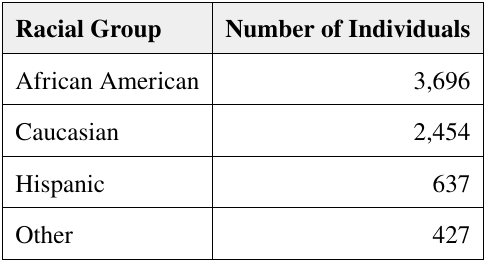 Racial Group Number of Individuals
African American 3,696
Caucasian 2,454
Hispanic 637
Other 427